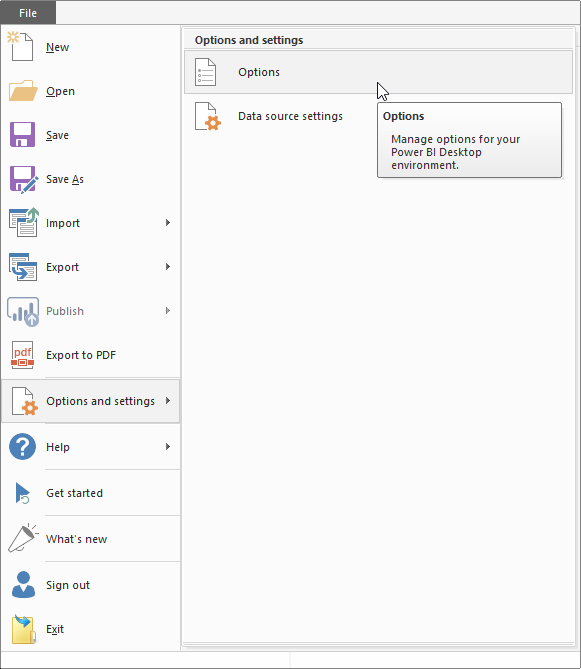 File
New
Open
Save
Save As
Import
Export
Publish
pdf
Export to PDF
Options and settings
Help
Get started
What's new
Sign out
Exit
Options and settings
Options
Data source settings
Options
Manage options for your
Power BI Desktop
environment.